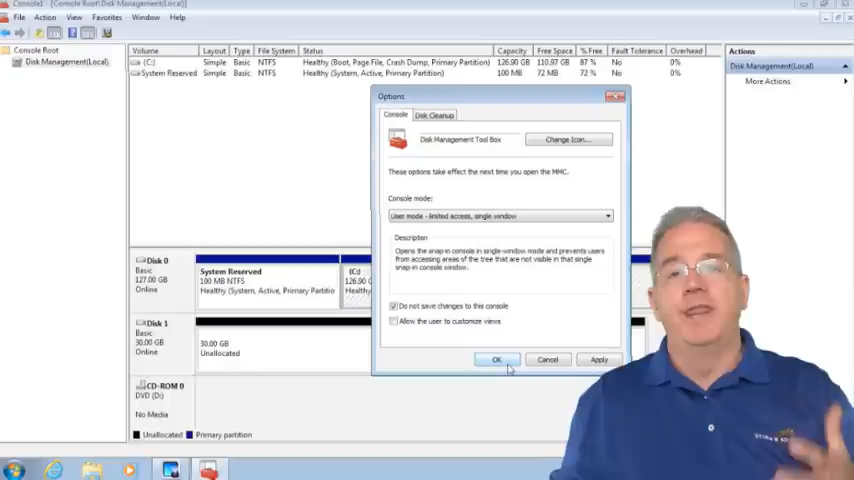 Console1 - [Console Root\Disk Management(Local)]
File Action View Favorites Window Help
Console Root
Disk Management(Local)
Volume Layout Type File System Status Capacity Free Space % Free Fault Tolerance Overhead
(C:) Simple Basic NTFS Healthy (Boot, Page File, Crash Dump, Primary Partition) 126.90 GB 110.97 GB 87 % No 0%
System Reserved Simple Basic NTFS Healthy (System, Active, Primary Partition) 100 MB 72 MB 72 % No 0%
Actions
Disk Management(Local)
More Actions
Options
Console Disk Cleanup
Disk Management Tool Box Change Icon...
These options take effect the next time you open the MMC.
Console mode:
User mode - limited access, single window
Description
Opens the snap-in console in single-window mode and prevents users
from accessing areas of the tree that are not visible in that single
snap-in console window.
Do not save changes to this console
Allow the user to customize views
OK Cancel Apply
Disk 0
Basic
127.00 GB
Online
System Reserved
100 MB NTFS
Healthy (System, Active, Primary Partitio
(C:)
126.90
Healthy
Disk 1
Basic
30.00 GB
Online
30.00 GB
Unallocated
CD-ROM 0
DVD (D:)
No Media
Unallocated Primary partition